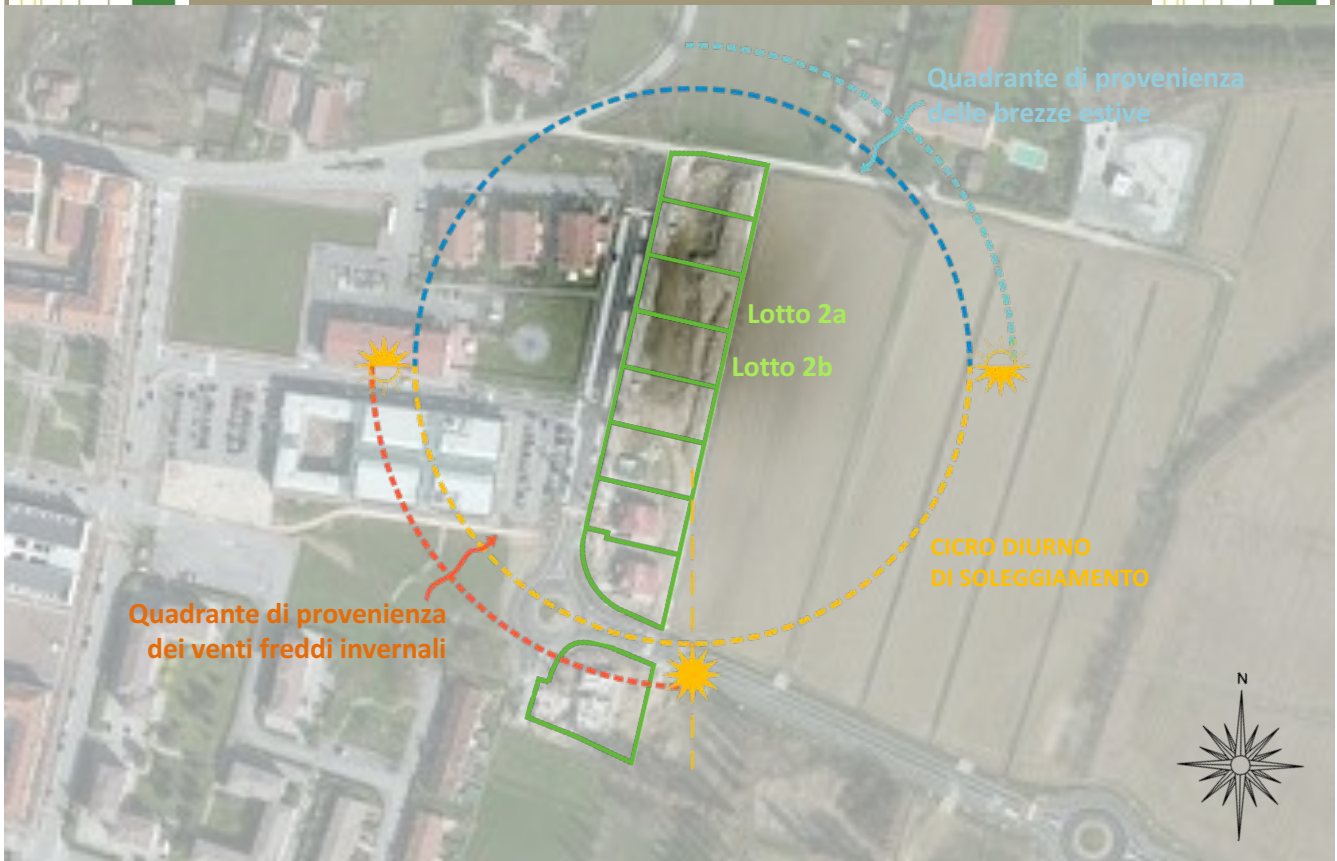 Quadrante di provenienza
delle brezze estive
Lotto 2a
Lotto 2b
CICRO DIURNO
DI SOLEGGIAMENTO
Quadrante di provenienza
dei venti freddi invernali
N